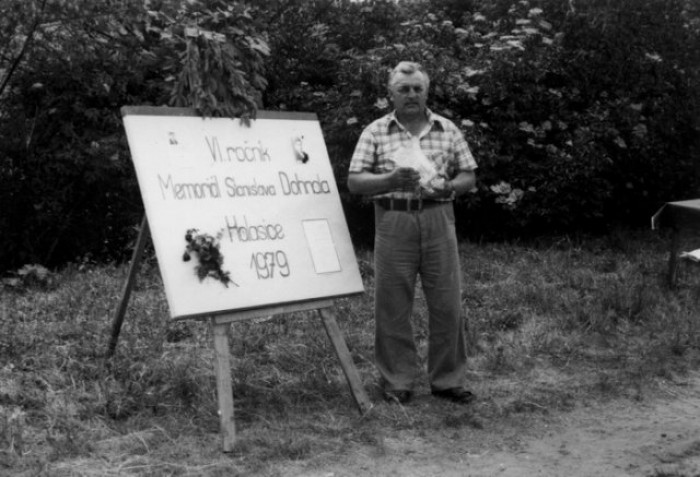 VI. ročník
Memoriál Stanislava Dohnala
Holasice
1979